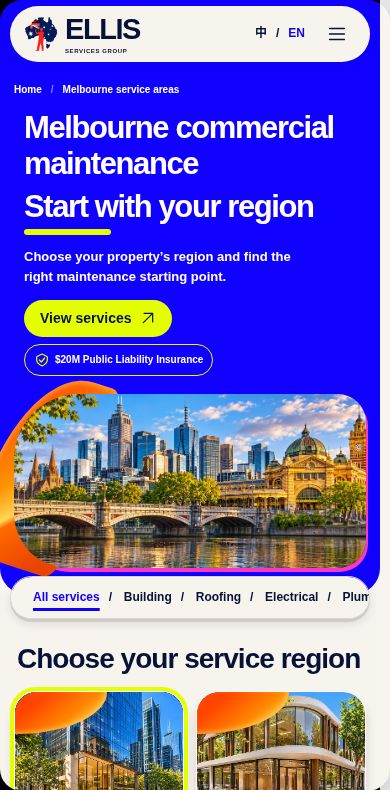 ELLIS
SERVICES GROUP
中 / EN
Home / Melbourne service areas
Melbourne commercial
maintenance
Start with your region
Choose your property's region and find the
right maintenance starting point.
View services
$20M Public Liability Insurance
All services / Building / Roofing / Electrical / Plum
Choose your service region